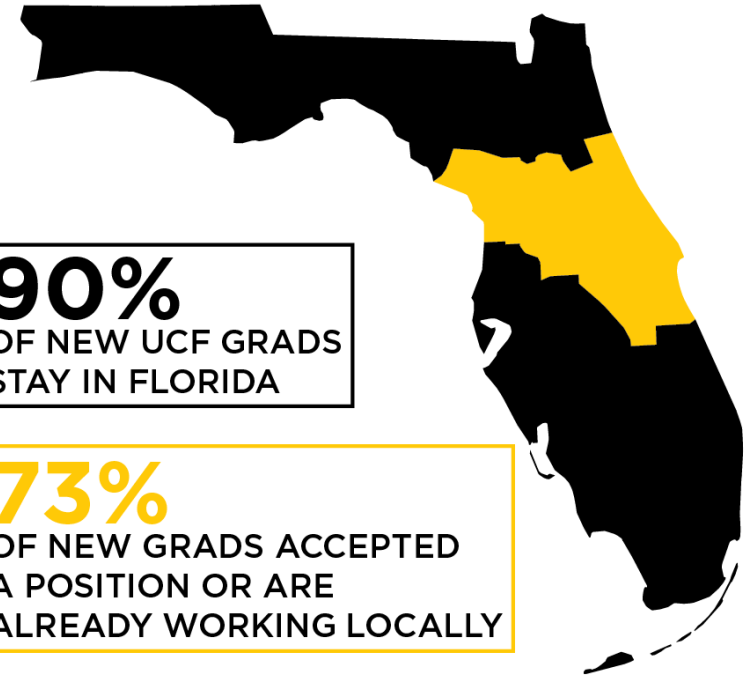 90%
OF NEW UCF GRADS
STAY IN FLORIDA
73%
OF NEW GRADS ACCEPTED
A POSITION OR ARE
ALREADY WORKING LOCALLY